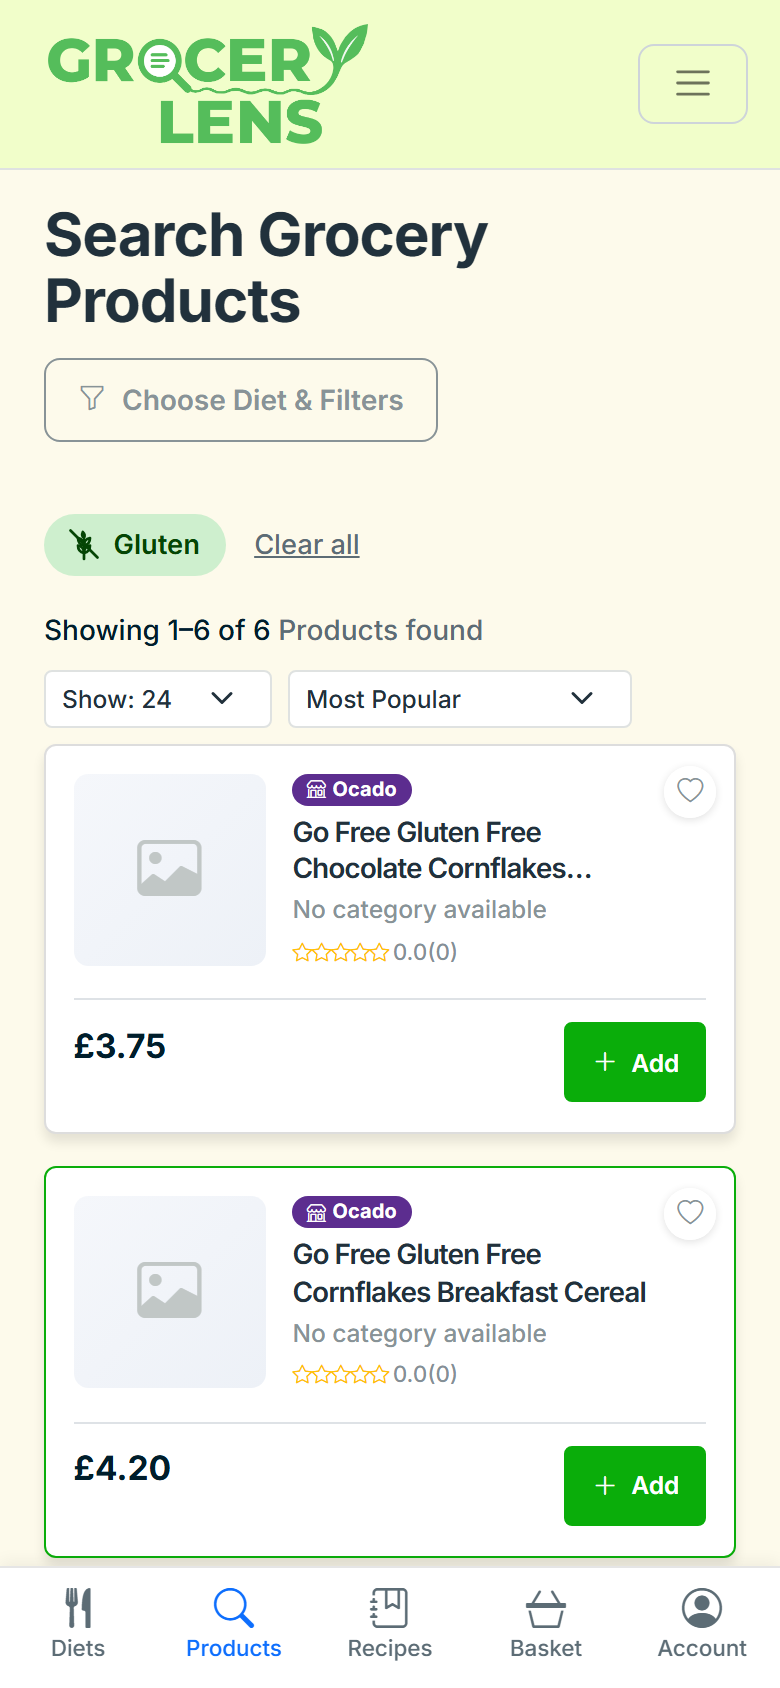 GROCERY
LENS
Search Grocery
Products
Choose Diet & Filters
Gluten Clear all
Showing 1–6 of 6 Products found
Show: 24 Most Popular
Ocado
Go Free Gluten Free
Chocolate Cornflakes...
No category available
0.0(0)
£3.75 + Add
Ocado
Go Free Gluten Free
Cornflakes Breakfast Cereal
No category available
0.0(0)
£4.20 + Add
Diets Products Recipes Basket Account